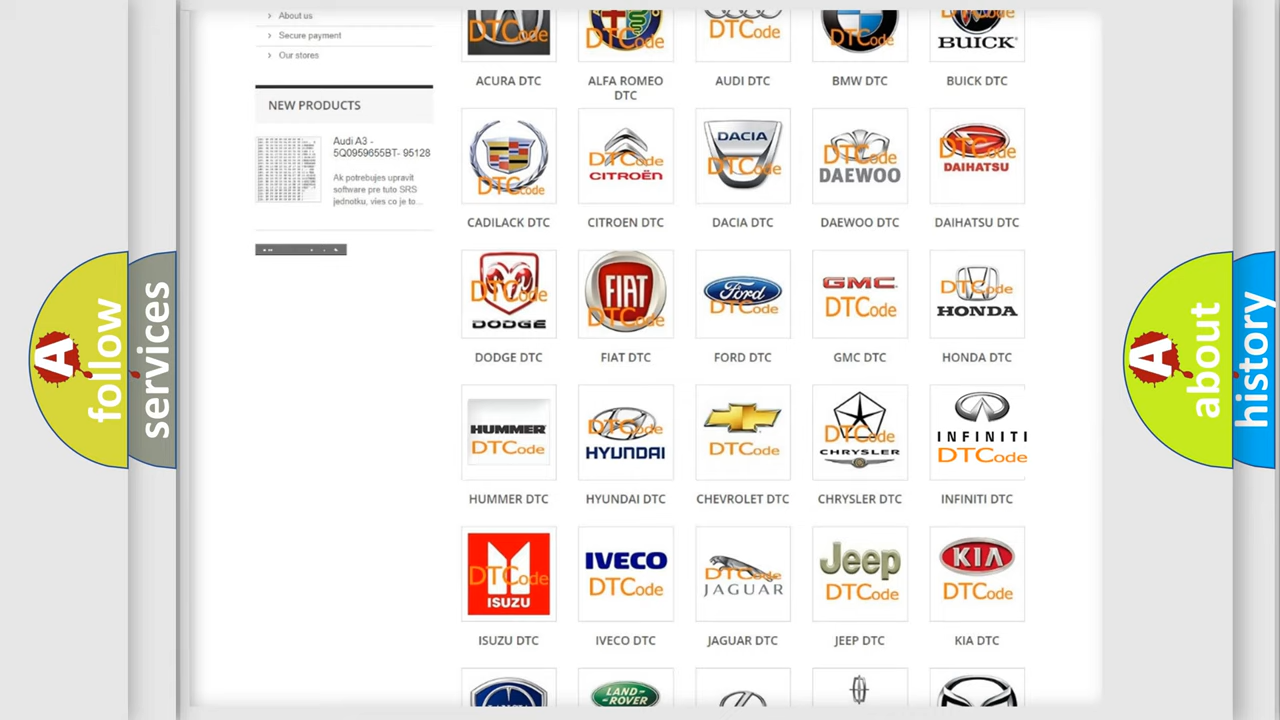 About us
Secure payment
Our stores
NEW PRODUCTS
Audi A3 -
5Q0959655BT- 95128
Ak potrebujes upravit
software pre tuto SRS
jednotku, vies co je to...
DTCode
DTCode
DTCode
DTCode
BUICK
ACURA DTC
ALFA ROMEO
DTC
AUDI DTC
BMW DTC
BUICK DTC
DTCode
DTCode
CITROËN
DACIA
DTCode
DTCode
DAEWOO
DTCode
DAIHATSU
CADILACK DTC
CITROEN DTC
DACIA DTC
DAEWOO DTC
DAIHATSU DTC
DTCode
DODGE
FIAT
DTCode
Ford
DTCode
GMC
DTCode
DTCode
HONDA
DODGE DTC
FIAT DTC
FORD DTC
GMC DTC
HONDA DTC
HUMMER
DTCode
DTCode
HYUNDAI
DTCode
DTCode
CHRYSLER
INFINITI
DTCode
HUMMER DTC
HYUNDAI DTC
CHEVROLET DTC
CHRYSLER DTC
INFINITI DTC
DTCode
ISUZU
IVECO
DTCode
DTCode
JAGUAR
Jeep
DTCode
KIA
DTCode
ISUZU DTC
IVECO DTC
JAGUAR DTC
JEEP DTC
KIA DTC
LAND-
ROVER
A follow
services
A about
history